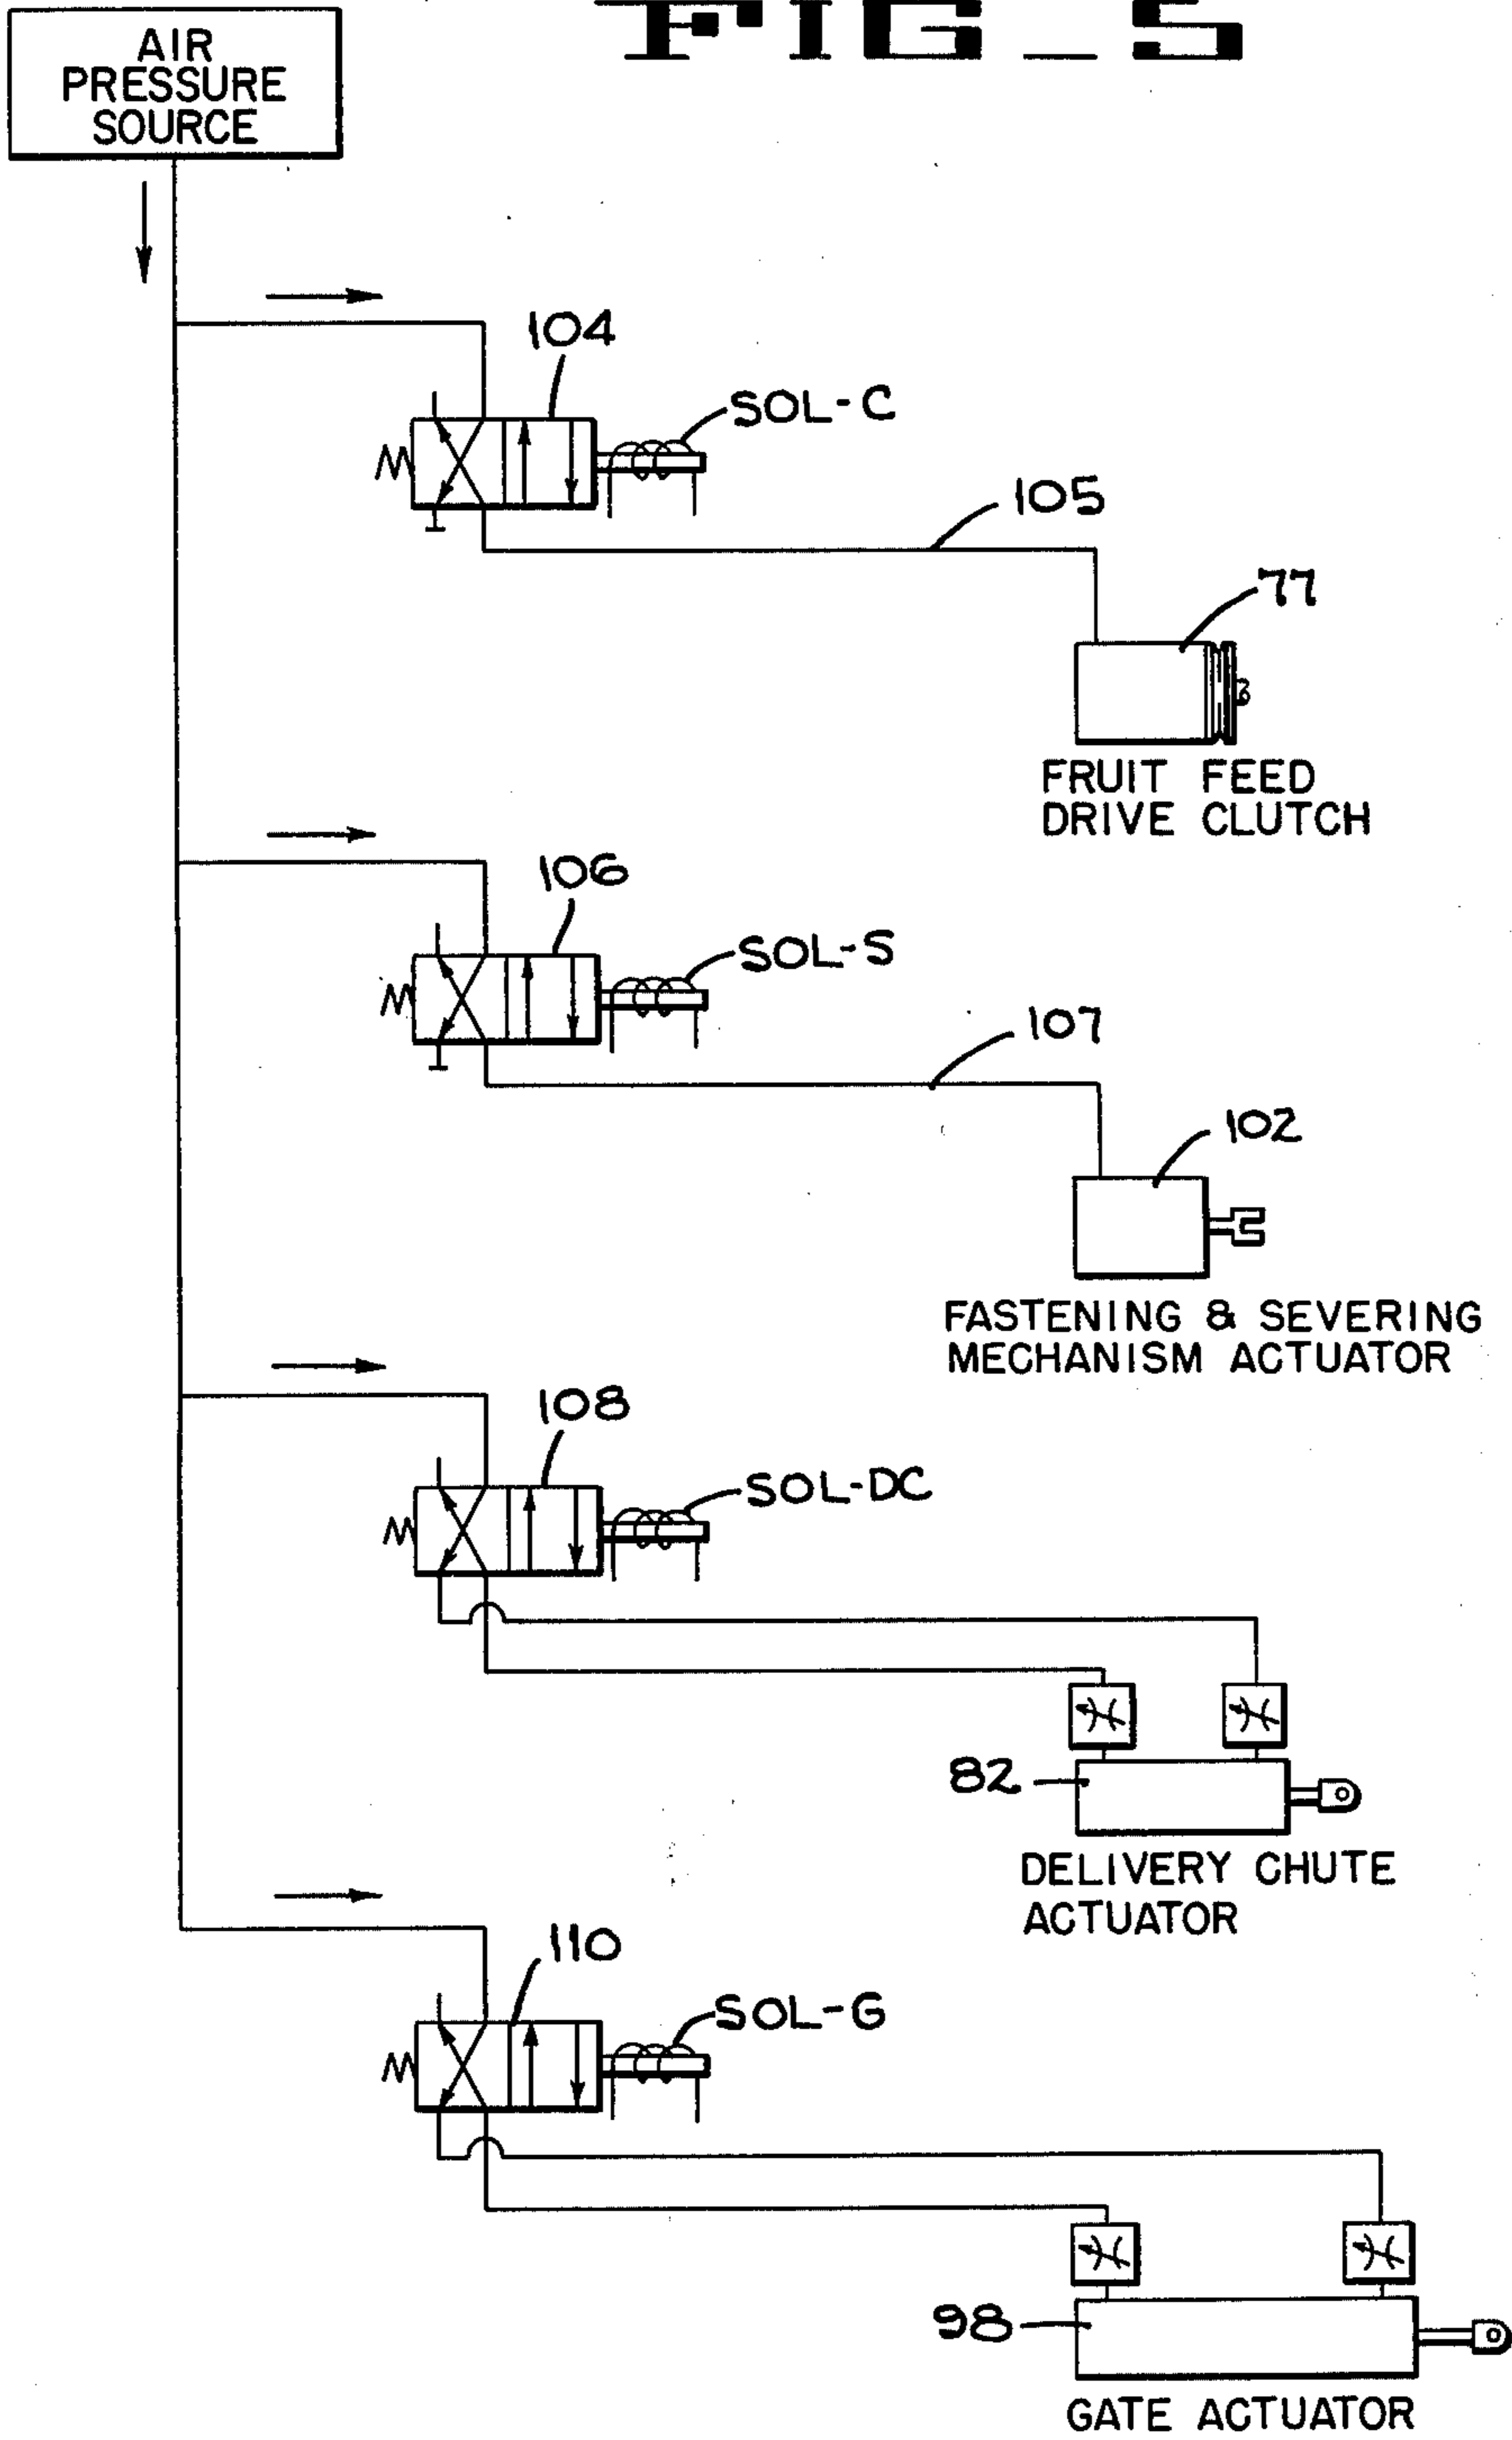 FIG_5
AIR
PRESSURE
SOURCE
104
SOL-C
105
77
FRUIT FEED
DRIVE CLUTCH
106
SOL-S
107
102
FASTENING & SEVERING
MECHANISM ACTUATOR
108
SOL-DC
82
DELIVERY CHUTE
ACTUATOR
110
SOL-G
98
GATE ACTUATOR